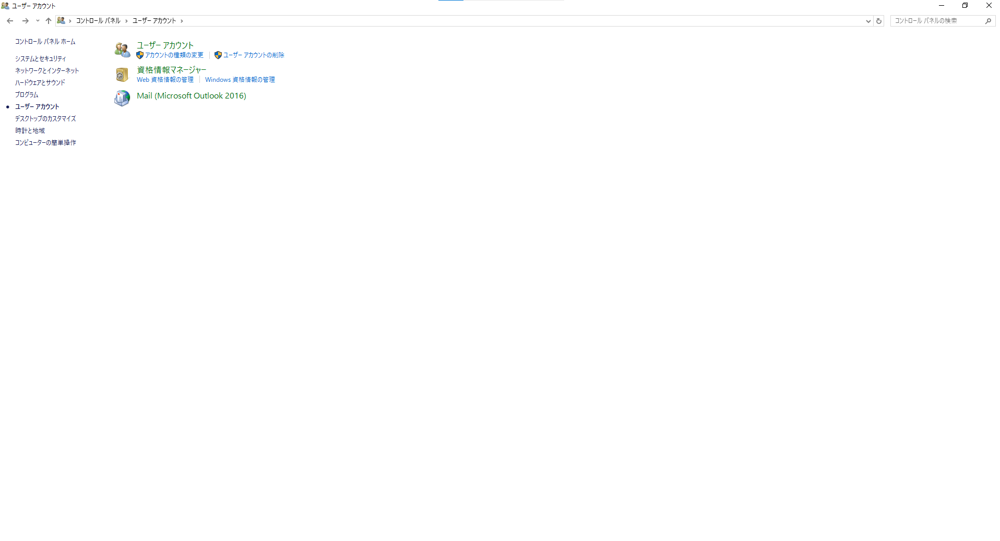 ユーザー アカウント
コントロール パネル ユーザー アカウント
コントロール パネルの検索
コントロール パネル ホーム
システムとセキュリティ
ネットワークとインターネット
ハードウェアとサウンド
プログラム
ユーザー アカウント
デスクトップのカスタマイズ
時計と地域
コンピューターの簡単操作
ユーザー アカウント
アカウントの種類の変更 ユーザー アカウントの削除
資格情報マネージャー
Web 資格情報の管理 Windows 資格情報の管理
Mail (Microsoft Outlook 2016)